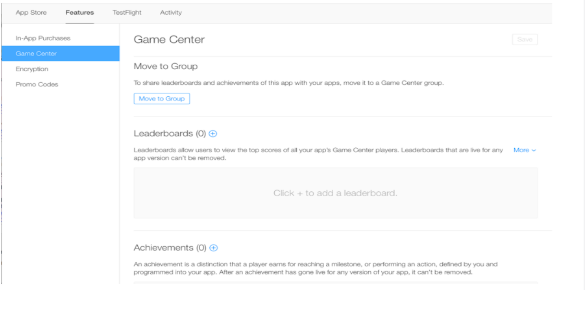 App Store Features TestFlight Activity
In-App Purchases
Game Center
Encryption
Promo Codes
Game Center
Save
Move to Group
To share leaderboards and achievements of this app with your apps, move it to a Game Center group.
Move to Group
Leaderboards (0)
Leaderboards allow users to view the top scores of all your app's Game Center players. Leaderboards that are live for any
app version can't be removed.
More
Click + to add a leaderboard.
Achievements (0)
An achievement is a distinction that a player earns for reaching a milestone, or performing an action, defined by you and
programmed into your app. After an achievement has gone live for any version of your app, it can't be removed.